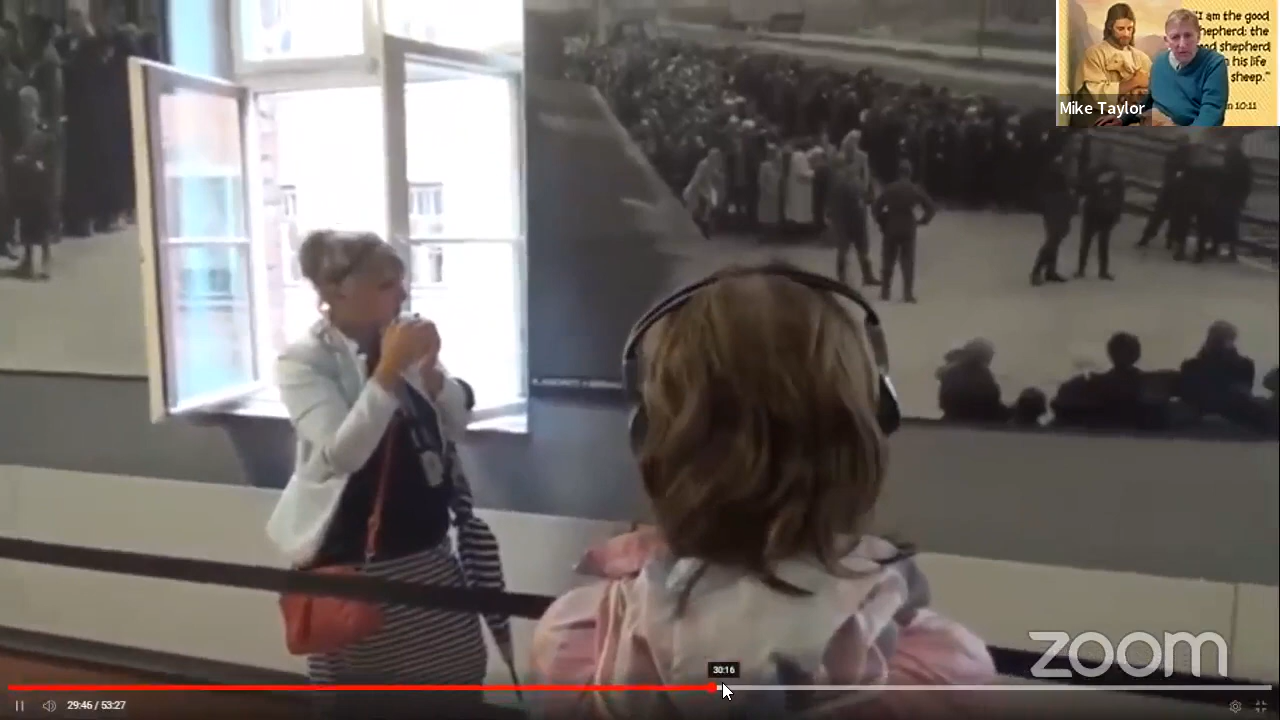 "I am the good
shepherd: the
good shepherd
his life
sheep."
n 10:11
Mike Taylor
zoom
30:16
29:46 / 53:27